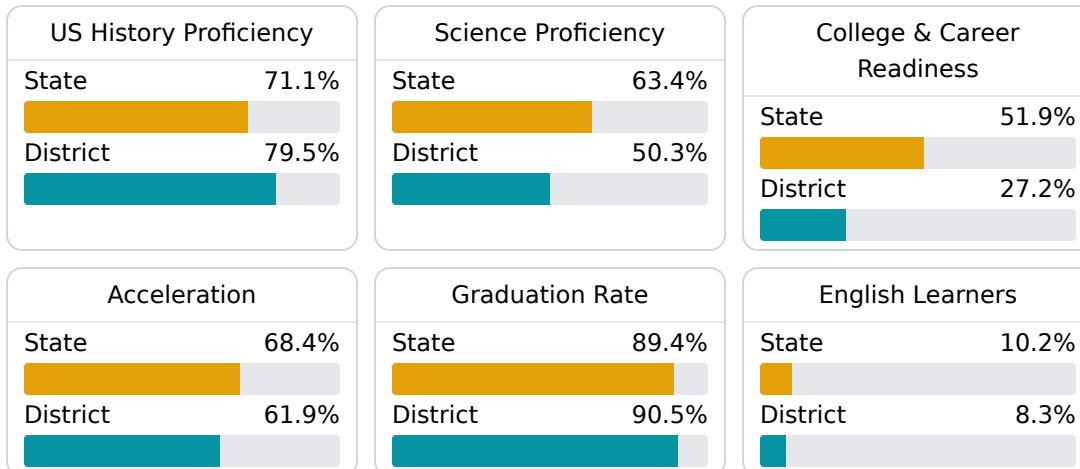 US History Proficiency
State 71.1%
District 79.5%
Science Proficiency
State 63.4%
District 50.3%
College & Career
Readiness
State 51.9%
District 27.2%
Acceleration
State 68.4%
District 61.9%
Graduation Rate
State 89.4%
District 90.5%
English Learners
State 10.2%
District 8.3%